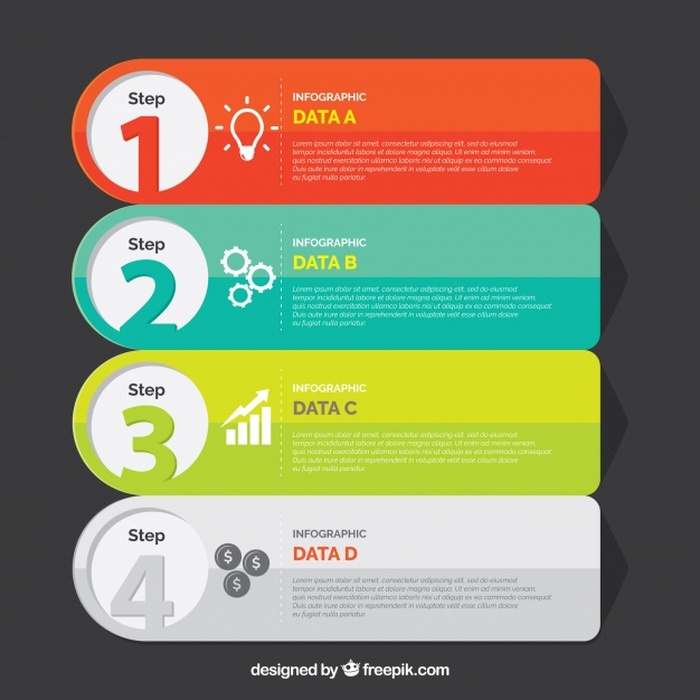 Step
1
INFOGRAPHIC
DATA A
Lorem ipsum dolor sit amet, consectetur adipiscing elit, sed do eiusmod
tempor incididunt ut labore et dolore magna aliqua. Ut enim ad minim veniam,
quis nostrud exercitation ullamco laboris nisi ut aliquip ex ea commodo consequat.
Duis aute irure dolor in reprehenderit in voluptate velit esse cillum dolore
eu fugiat nulla pariatur.
Step
2
INFOGRAPHIC
DATA B
Lorem ipsum dolor sit amet, consectetur adipiscing elit, sed do eiusmod
tempor incididunt ut labore et dolore magna aliqua. Ut enim ad minim veniam,
quis nostrud exercitation ullamco laboris nisi ut aliquip ex ea commodo consequat.
Duis aute irure dolor in reprehenderit in voluptate velit esse cillum dolore
eu fugiat nulla pariatur.
Step
3
INFOGRAPHIC
DATA C
Lorem ipsum dolor sit amet, consectetur adipiscing elit, sed do eiusmod
tempor incididunt ut labore et dolore magna aliqua. Ut enim ad minim veniam,
quis nostrud exercitation ullamco laboris nisi ut aliquip ex ea commodo consequat.
Duis aute irure dolor in reprehenderit in voluptate velit esse cillum dolore
eu fugiat nulla pariatur.
Step
4
$ $
$
INFOGRAPHIC
DATA D
Lorem ipsum dolor sit amet, consectetur adipiscing elit, sed do eiusmod
tempor incididunt ut labore et dolore magna aliqua. Ut enim ad minim veniam,
quis nostrud exercitation ullamco laboris nisi ut aliquip ex ea commodo consequat.
Duis aute irure dolor in reprehenderit in voluptate velit esse cillum dolore
eu fugiat nulla pariatur.
designed by freepik.com